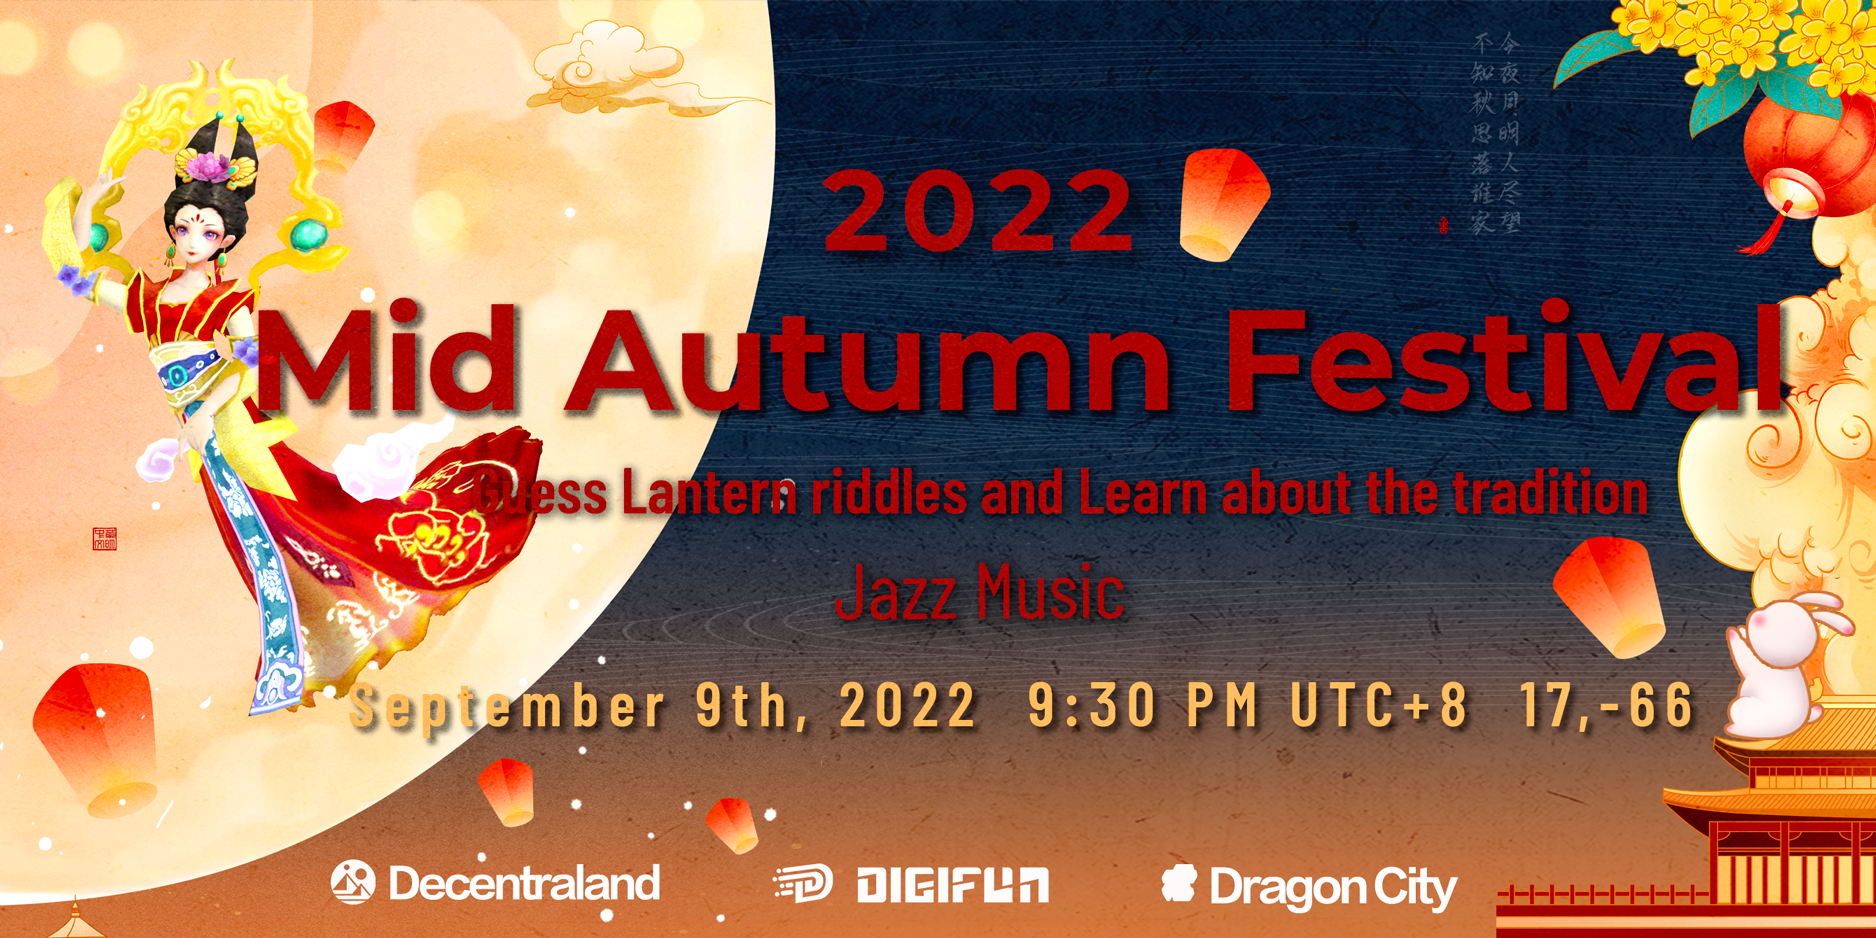 今夜月明人尽望
不知秋思落谁家
2022
Mid Autumn Festival
Guess Lantern riddles and Learn about the tradition
Jazz Music
September 9th, 2022 9:30 PM UTC+8 17,-66
Decentraland
DIGIFUN
Dragon City